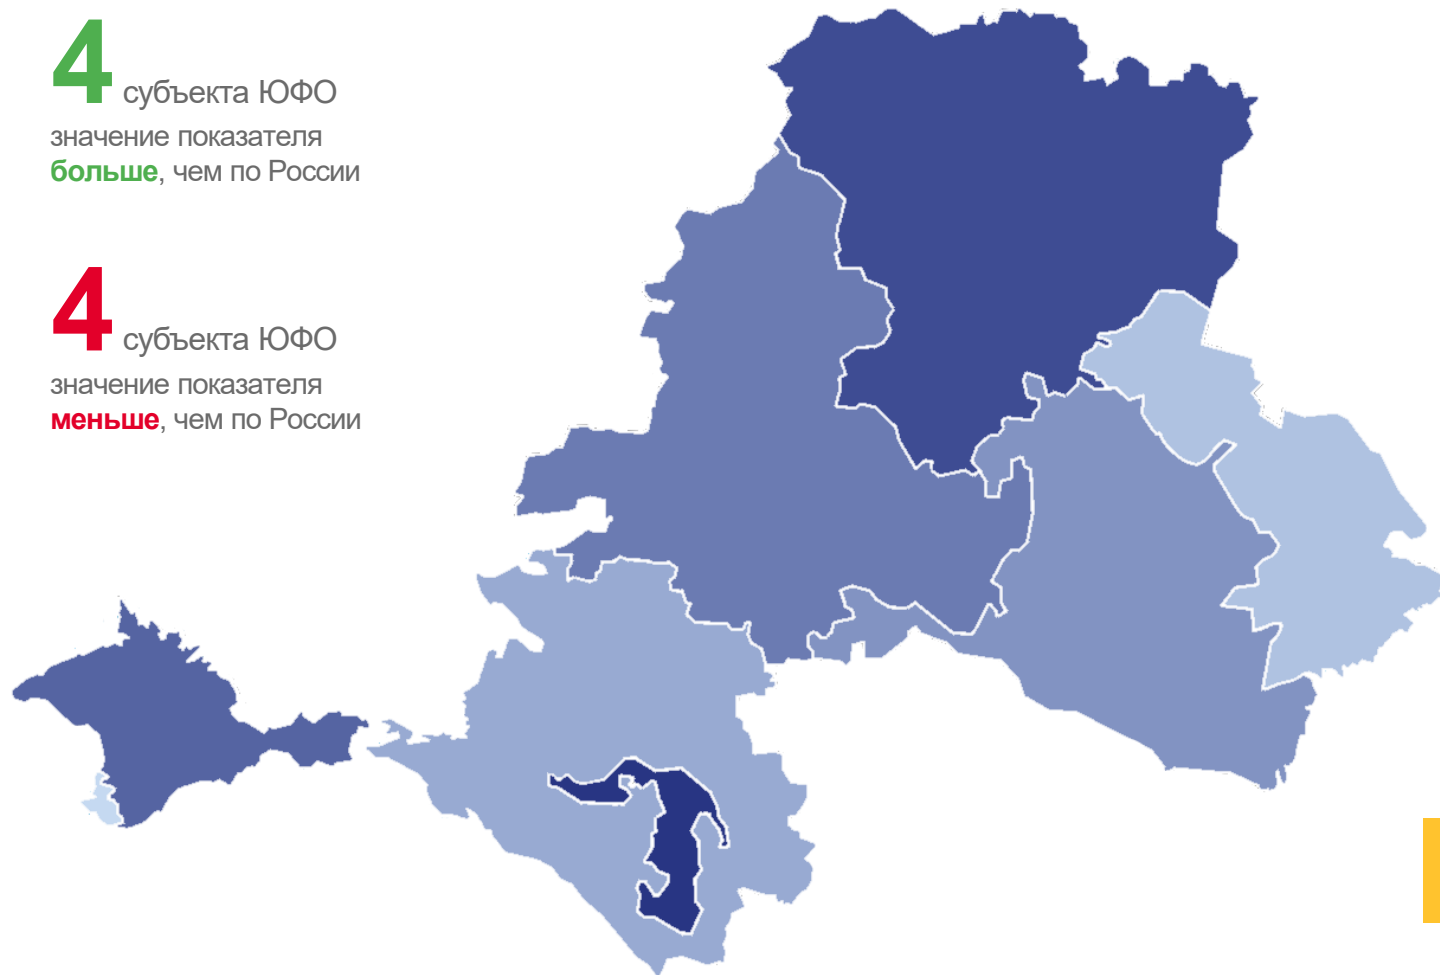 4 субъекта ЮФО
значение показателя
больше, чем по России
4 субъекта ЮФО
значение показателя
меньше, чем по России